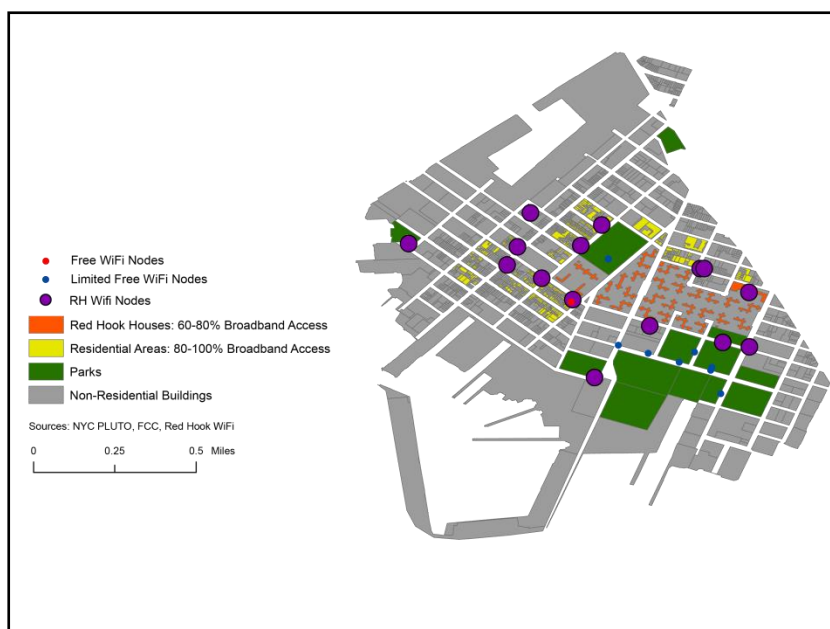 Free WiFi Nodes
Limited Free WiFi Nodes
RH Wifi Nodes
Red Hook Houses: 60-80% Broadband Access
Residential Areas: 80-100% Broadband Access
Parks
Non-Residential Buildings
Sources: NYC PLUTO, FCC, Red Hook WiFi
0 0.25 0.5 Miles